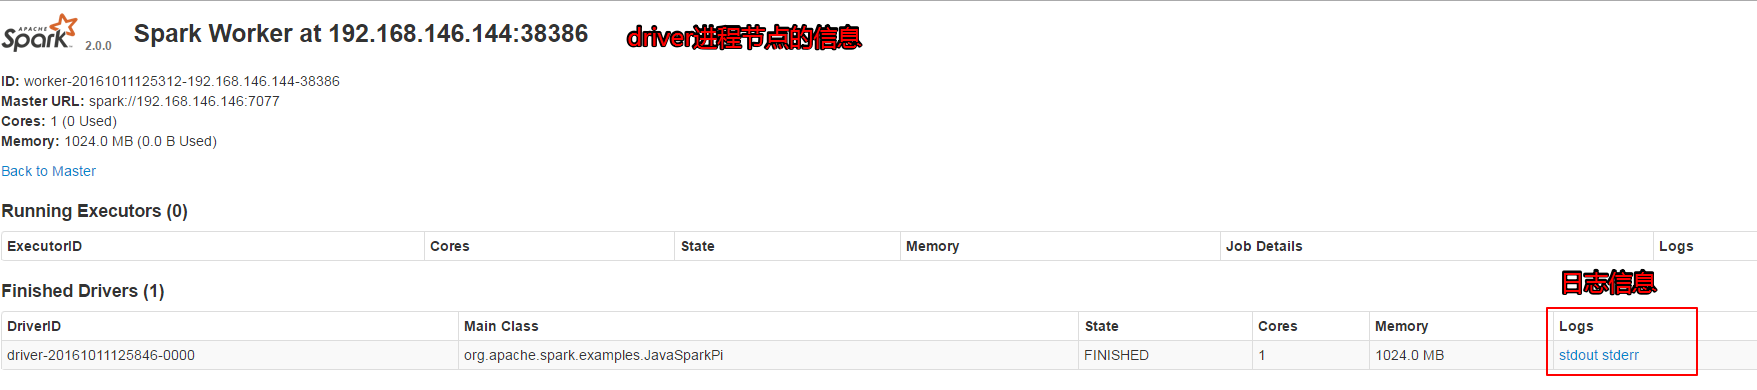 APACHE
Spark 2.0.0 Spark Worker at 192.168.146.144:38386 driver进程节点的信息
ID: worker-20161011125312-192.168.146.144-38386
Master URL: spark://192.168.146.146:7077
Cores: 1 (0 Used)
Memory: 1024.0 MB (0.0 B Used)
Back to Master
Running Executors (0)
ExecutorID Cores State Memory Job Details Logs
日志信息
Finished Drivers (1)
DriverID Main Class State Cores Memory Logs
driver-20161011125846-0000 org.apache.spark.examples.JavaSparkPi FINISHED 1 1024.0 MB stdout stderr